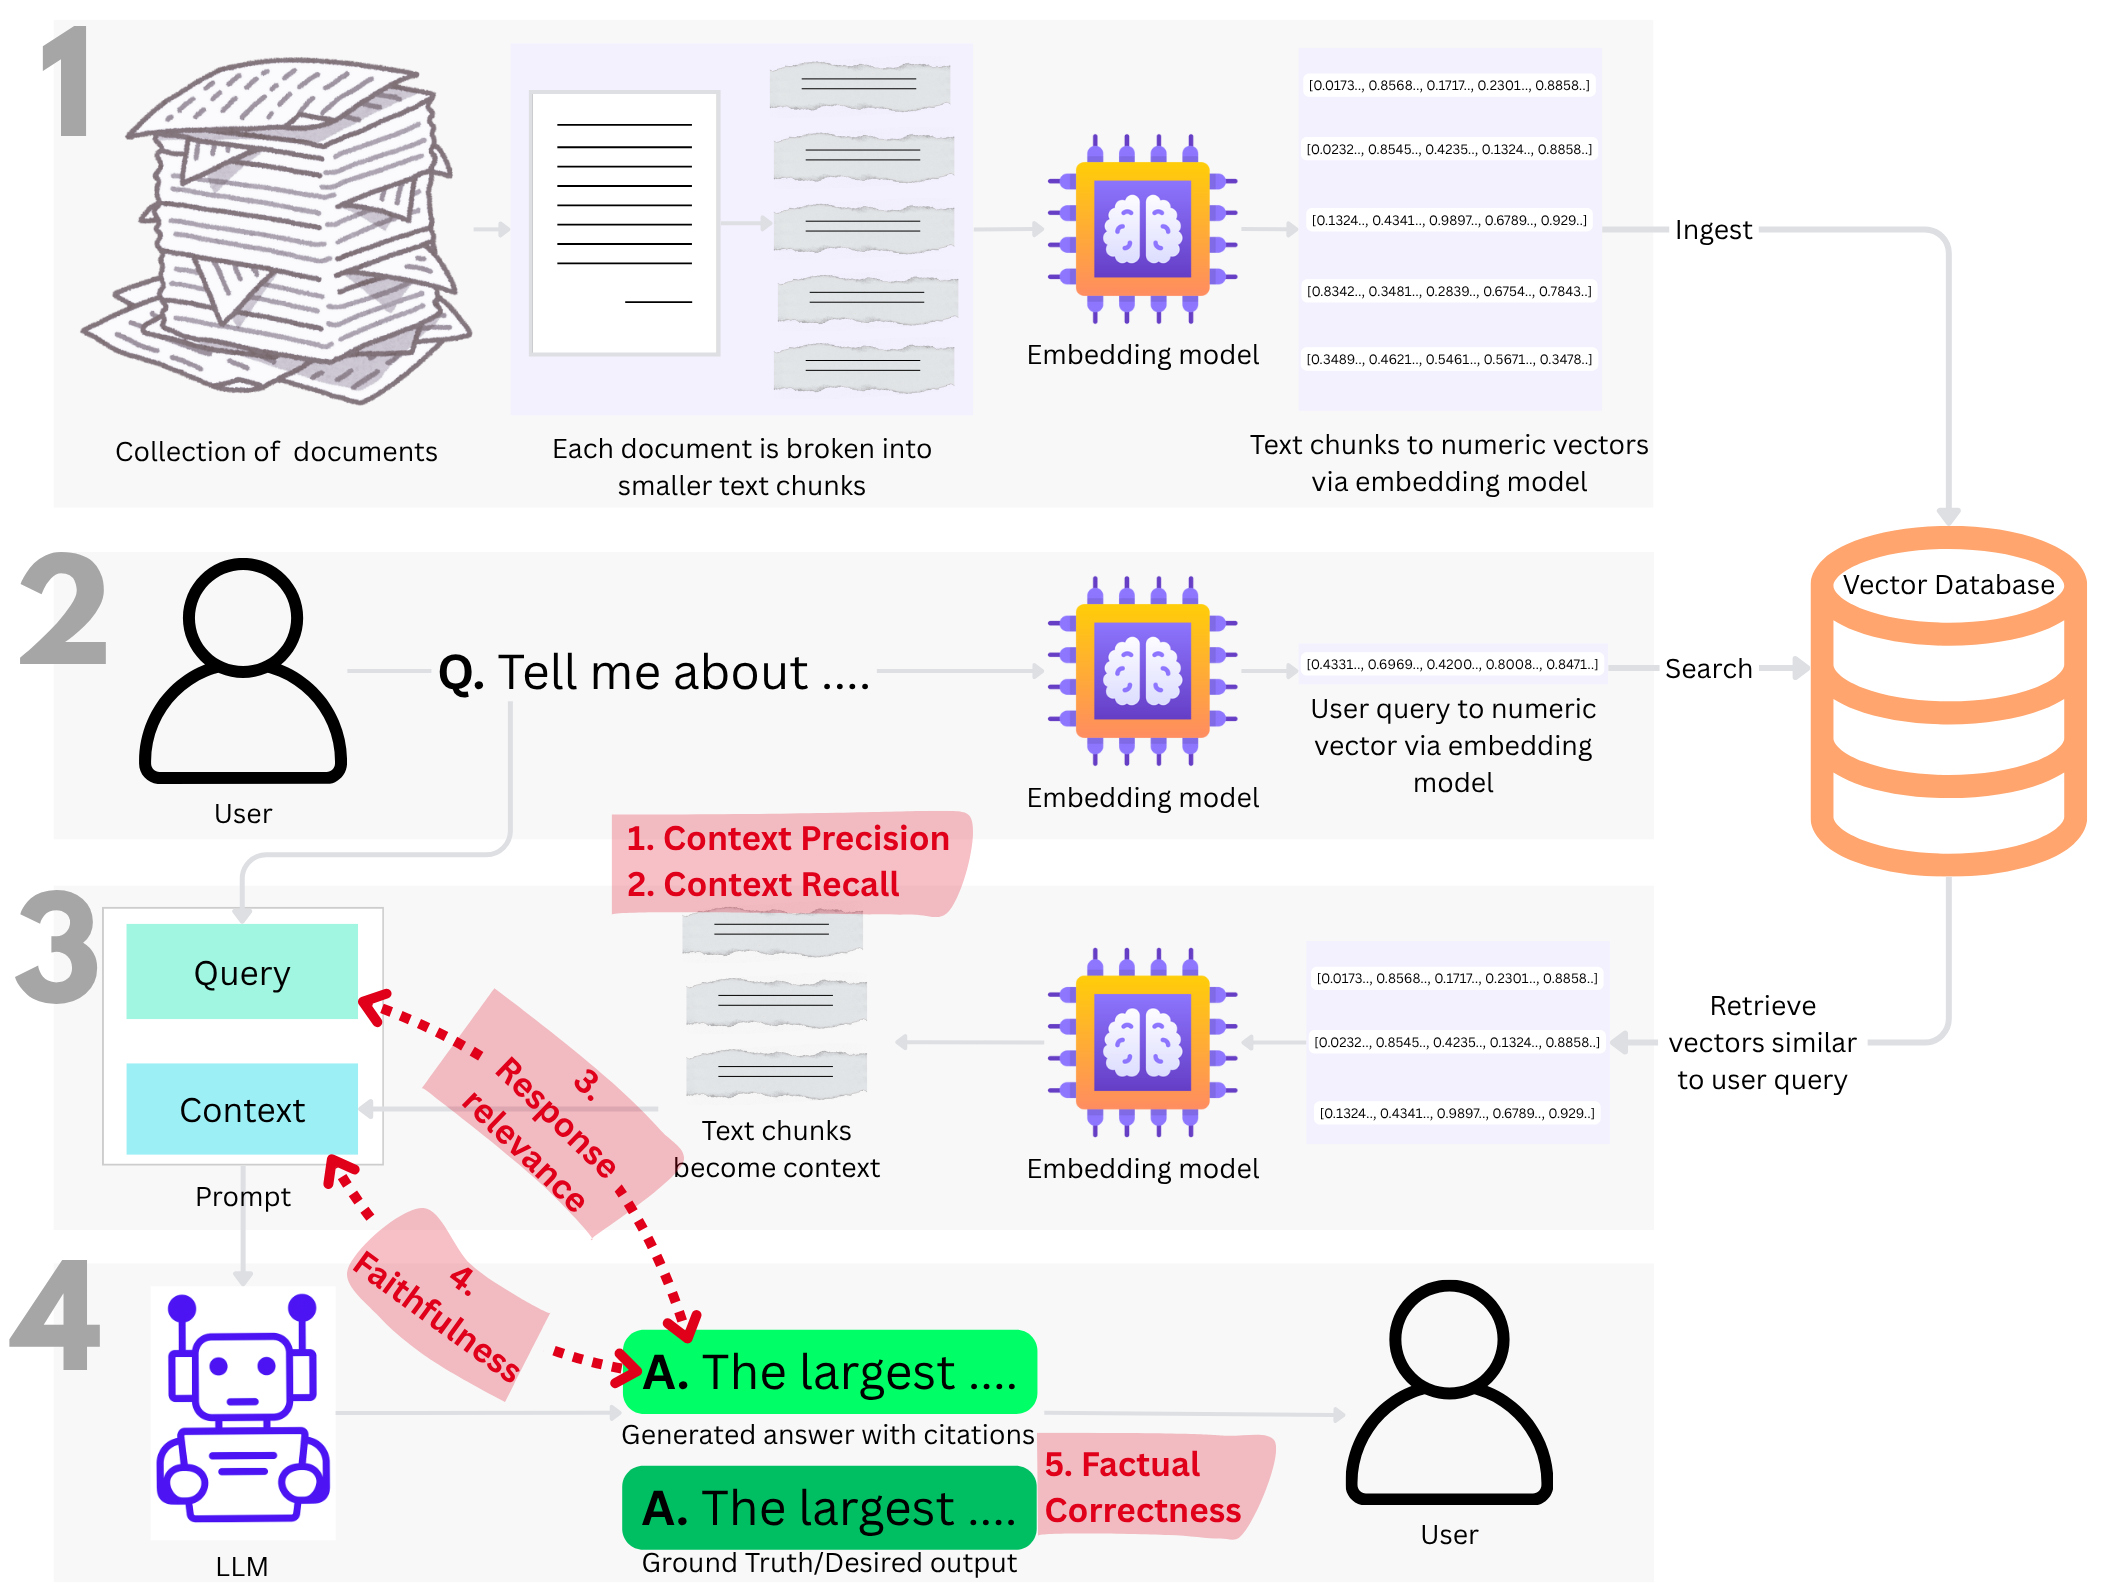 1
[0.0173.., 0.8568.., 0.1717.., 0.2301.., 0.8858..]
[0.0232.., 0.8545.., 0.4235.., 0.1324.., 0.8858..]
[0.1324.., 0.4341.., 0.9897.., 0.6789.., 0.929..]
[0.8342.., 0.3481.., 0.2839.., 0.6754.., 0.7843..]
[0.3489.., 0.4621.., 0.5461.., 0.5671.., 0.3478..]
Ingest
Embedding model
Collection of documents
Each document is broken into
smaller text chunks
Text chunks to numeric vectors
via embedding model
2
User
Q. Tell me about ....
Embedding model
[0.4331.., 0.6969.., 0.4200.., 0.8008.., 0.8471..]
User query to numeric
vector via embedding
model
Search
Vector Database
1. Context Precision
2. Context Recall
3
Query
Context
Prompt
3.
Response
relevance
Text chunks
become context
Embedding model
[0.0173.., 0.8568.., 0.1717.., 0.2301.., 0.8858..]
[0.0232.., 0.8545.., 0.4235.., 0.1324.., 0.8858..]
[0.1324.., 0.4341.., 0.9897.., 0.6789.., 0.929..]
Retrieve
vectors similar
to user query
4
4.
Faithfulness
LLM
A. The largest ....
Generated answer with citations
A. The largest ....
Ground Truth/Desired output
5. Factual
Correctness
User